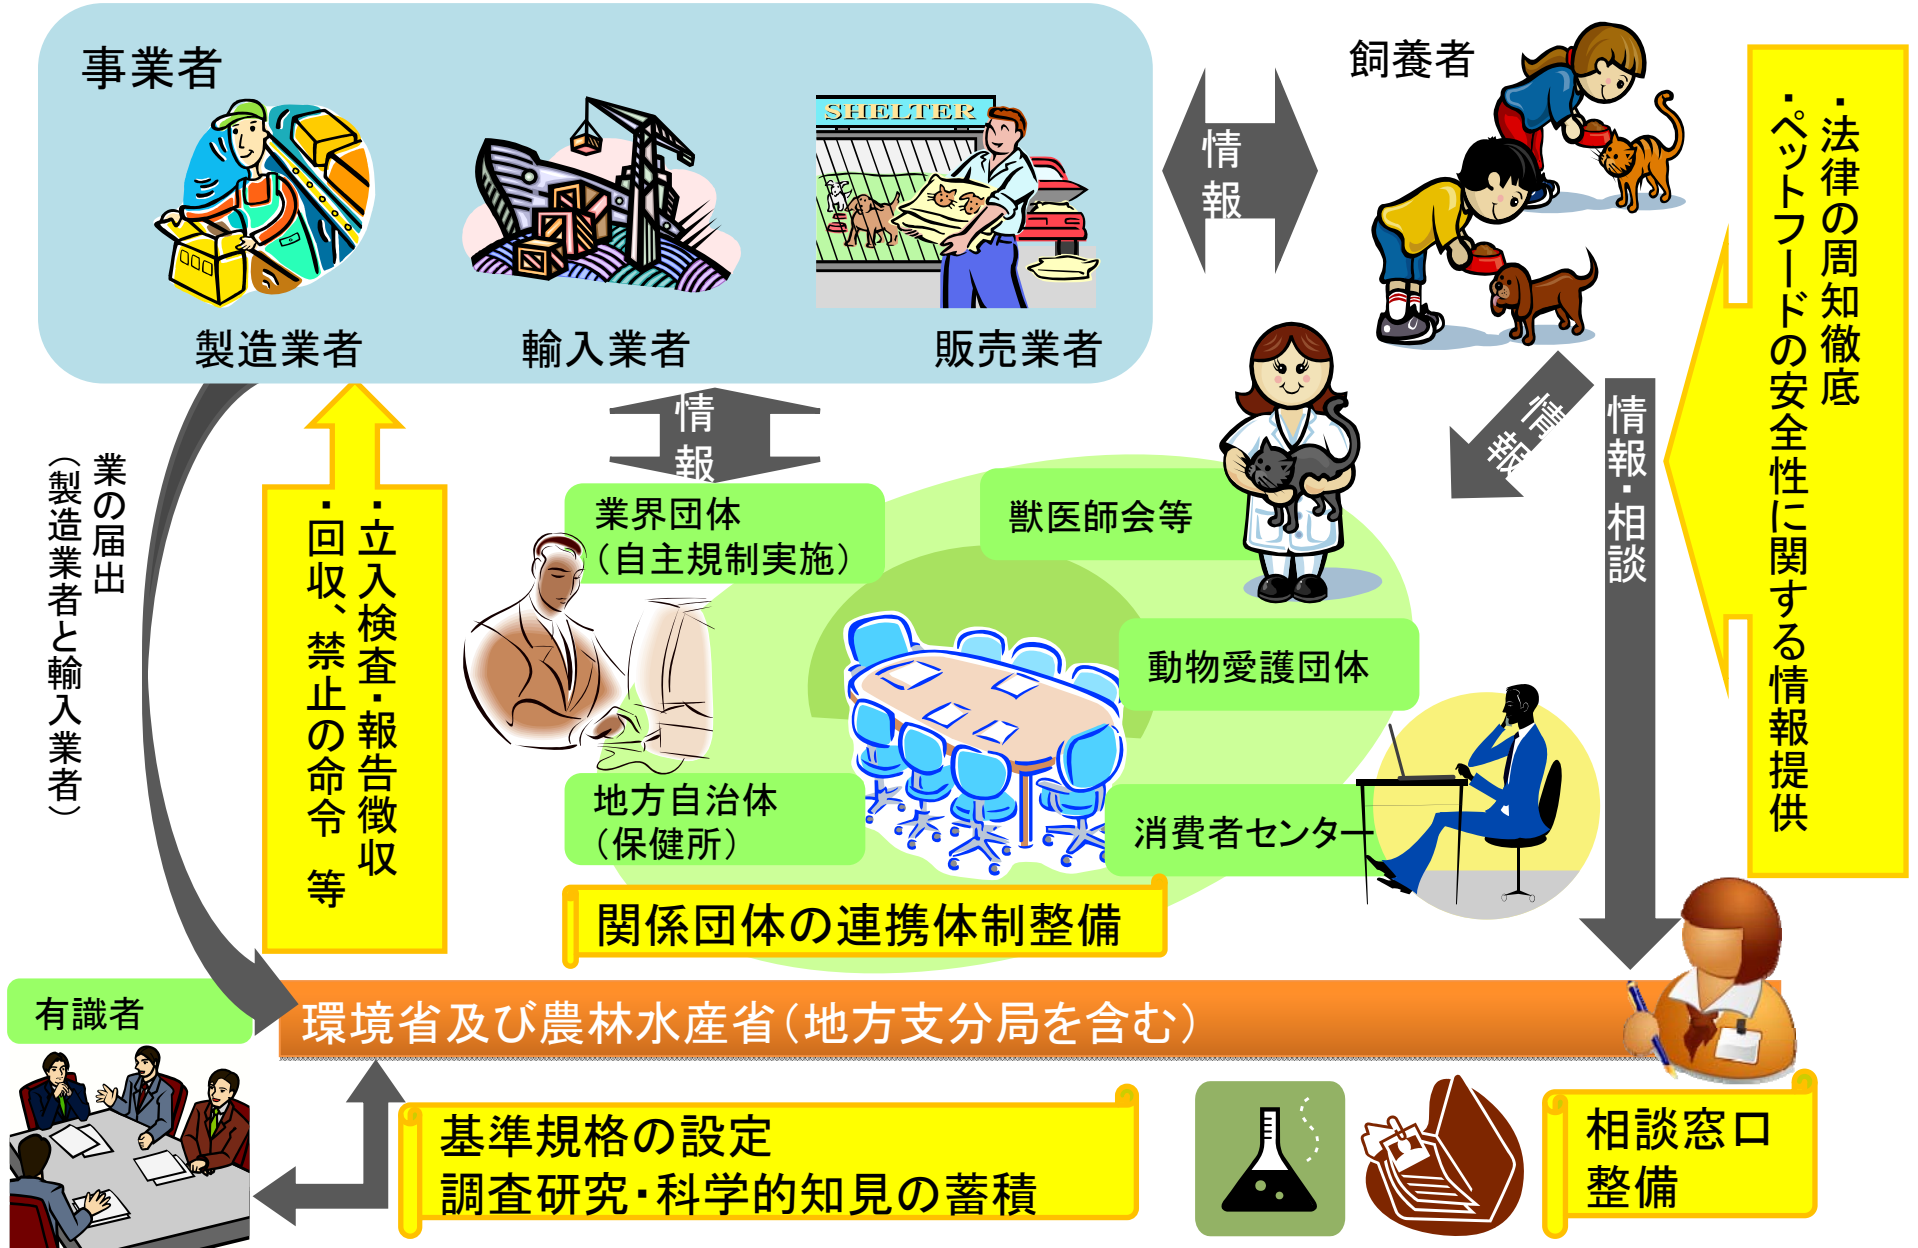 事業者
SHELTER
製造業者
輸入業者
販売業者
情報
飼養者
・法律の周知徹底
・ペットフードの安全性に関する情報提供
情報
情報
情報・相談
業の届出
（製造業者と輸入業者）
・立入検査・報告徴収
・回収、禁止の命令 等
業界団体
（自主規制実施）
獣医師会等
動物愛護団体
地方自治体
（保健所）
消費者センター
関係団体の連携体制整備
有識者
環境省及び農林水産省（地方支分局を含む）
基準規格の設定
調査研究・科学的知見の蓄積
相談窓口
整備